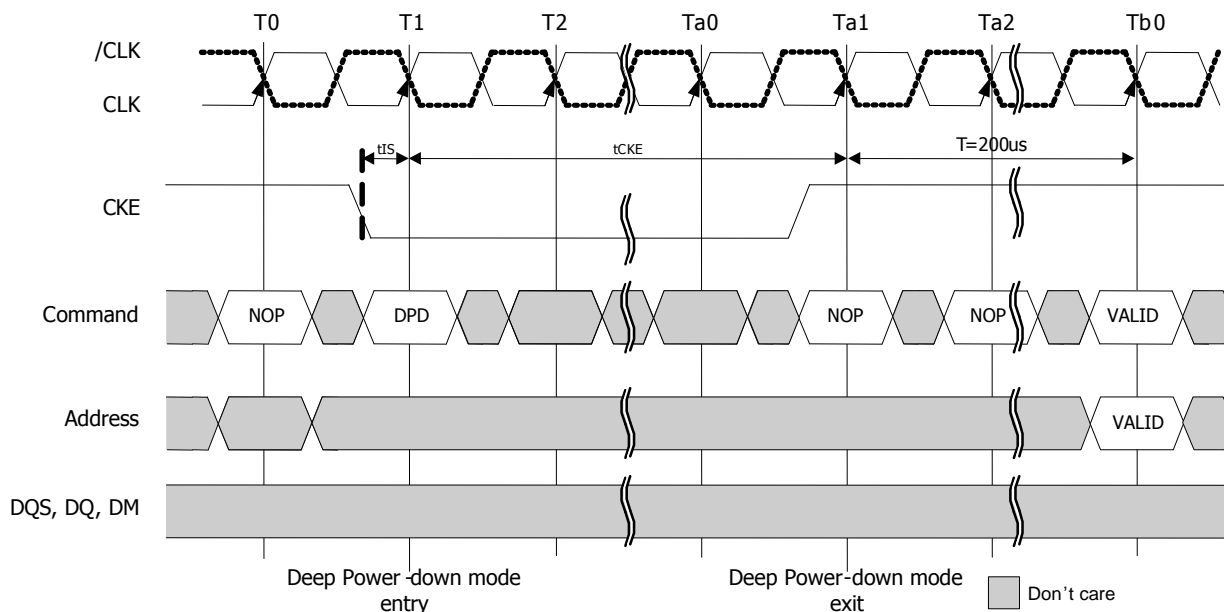 T0 T1 T2 Ta0 Ta1 Ta2 Tb0
/CLK
CLK
tIS tCKE T=200us
CKE
Command NOP DPD NOP NOP VALID
Address VALID
DQS, DQ, DM
Deep Power-down mode
entry
Deep Power-down mode
exit
Don't care